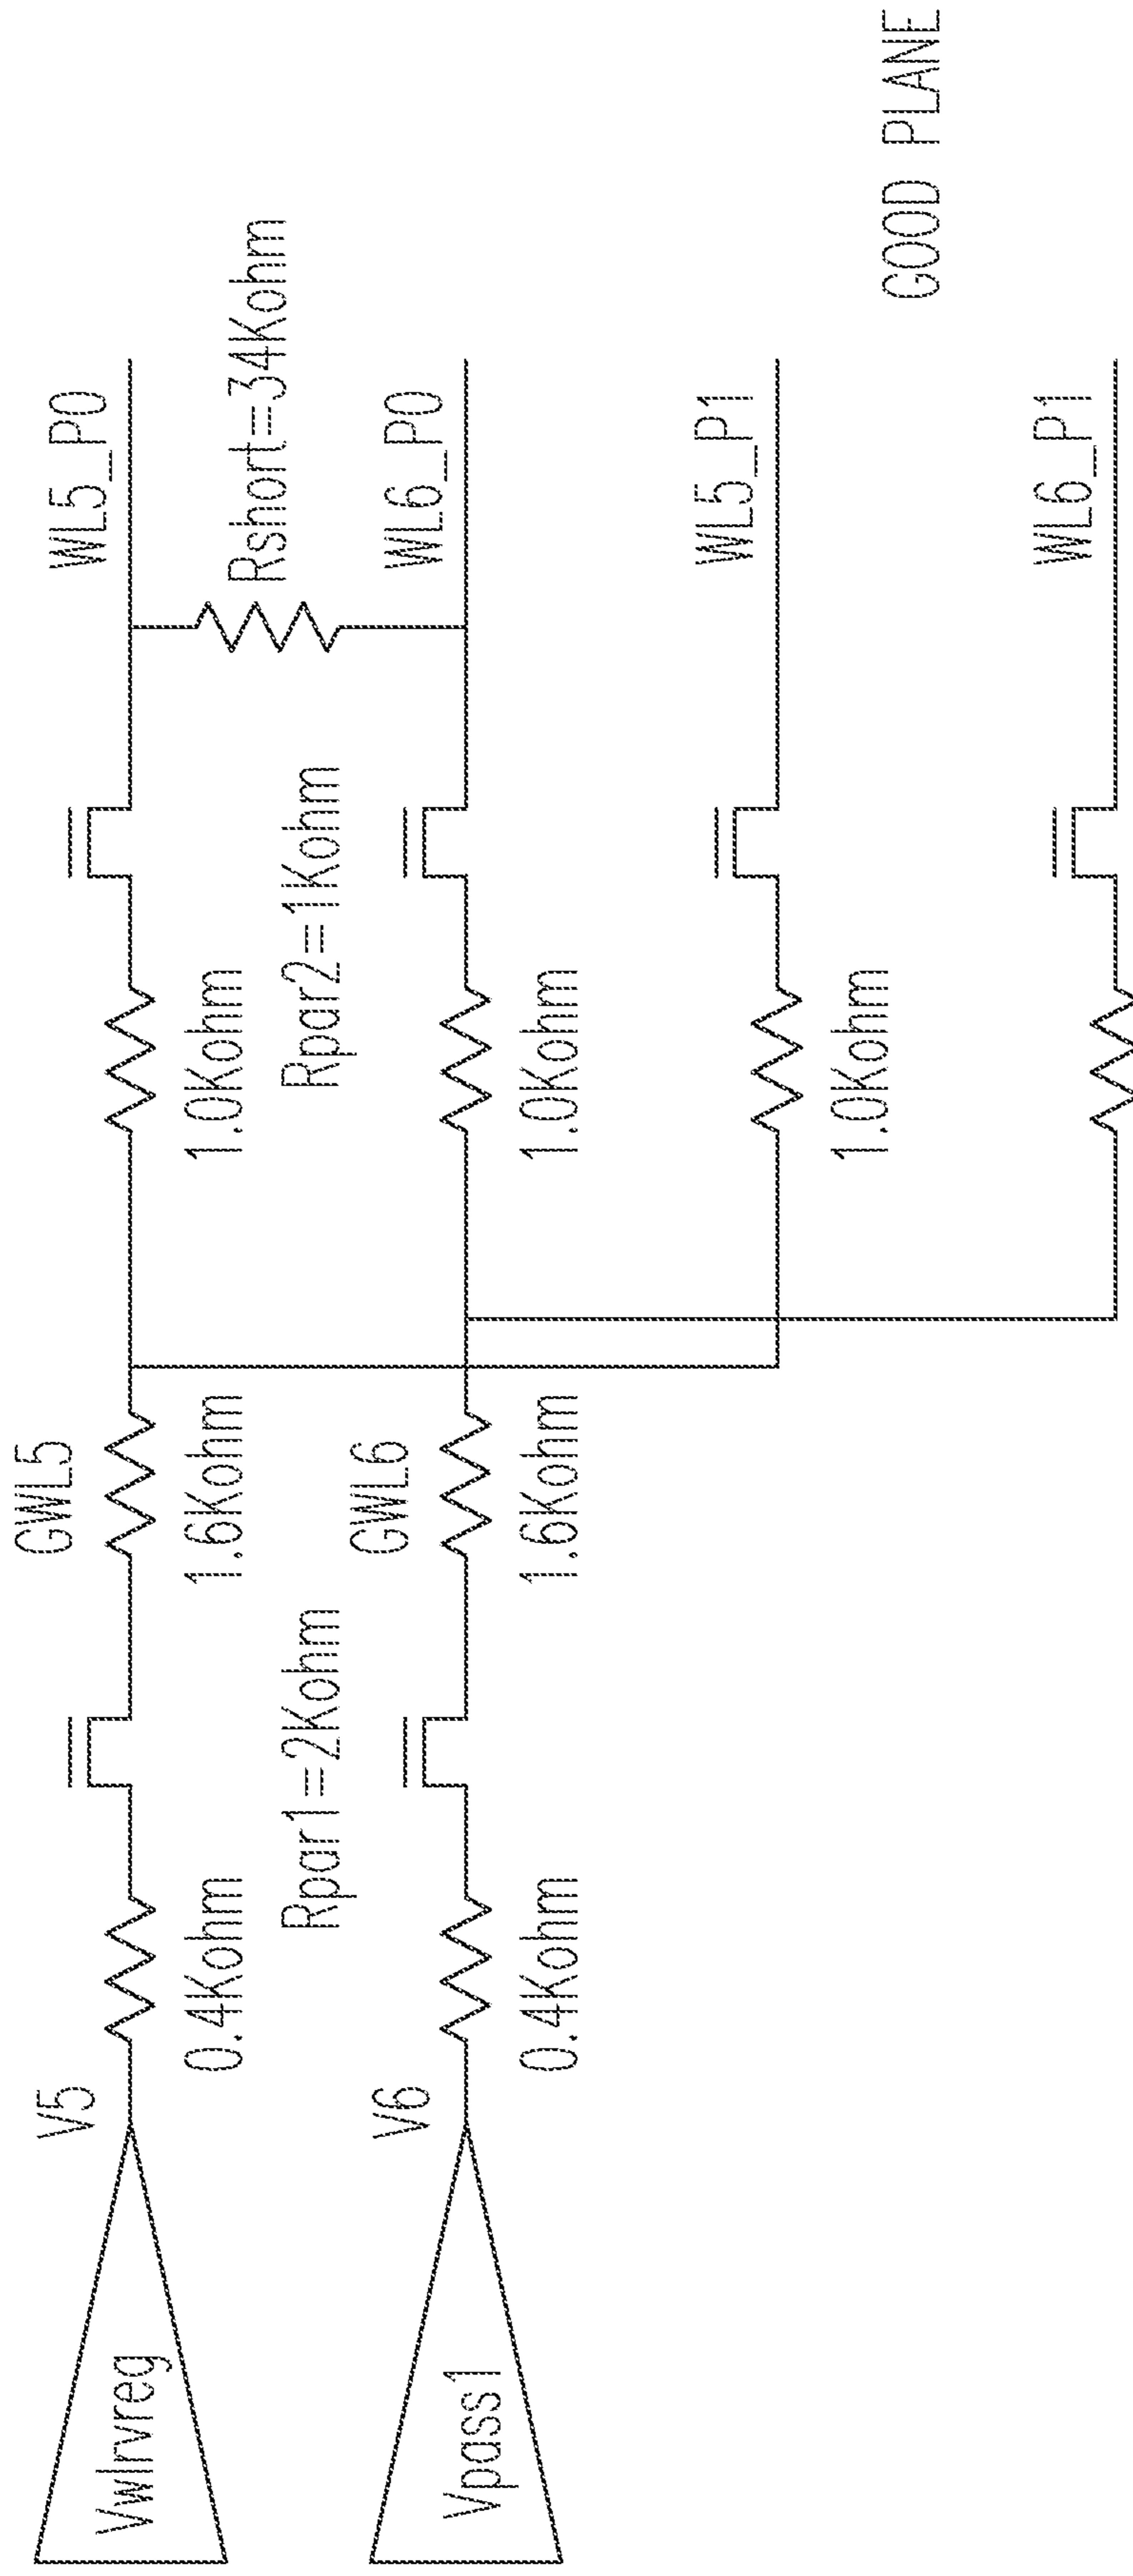 Vwlrvreg
V5
0.4Kohm
GWL5
1.6Kohm
1.0Kohm
WL5_P0
Rpar1=2Kohm
Rpar2=1Kohm
Rshort=34Kohm
Vpass1
V6
0.4Kohm
GWL6
1.6Kohm
1.0Kohm
WL6_P0
1.0Kohm
WL5_P1
GOOD PLANE
WL6_P1